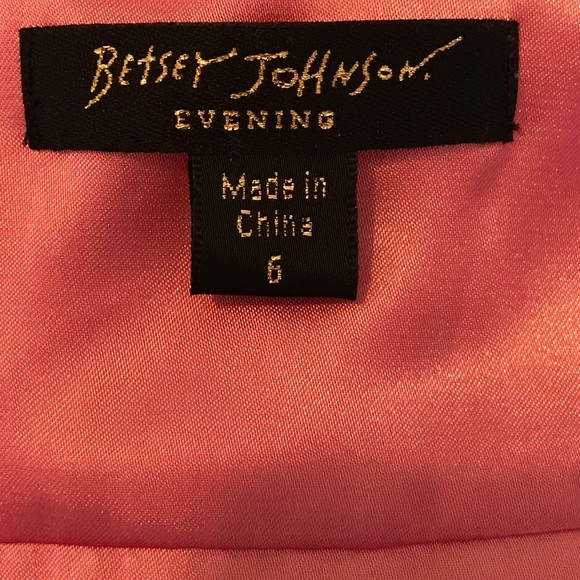 BETSEY JOHNSON.
EVENING
Made in
China
6